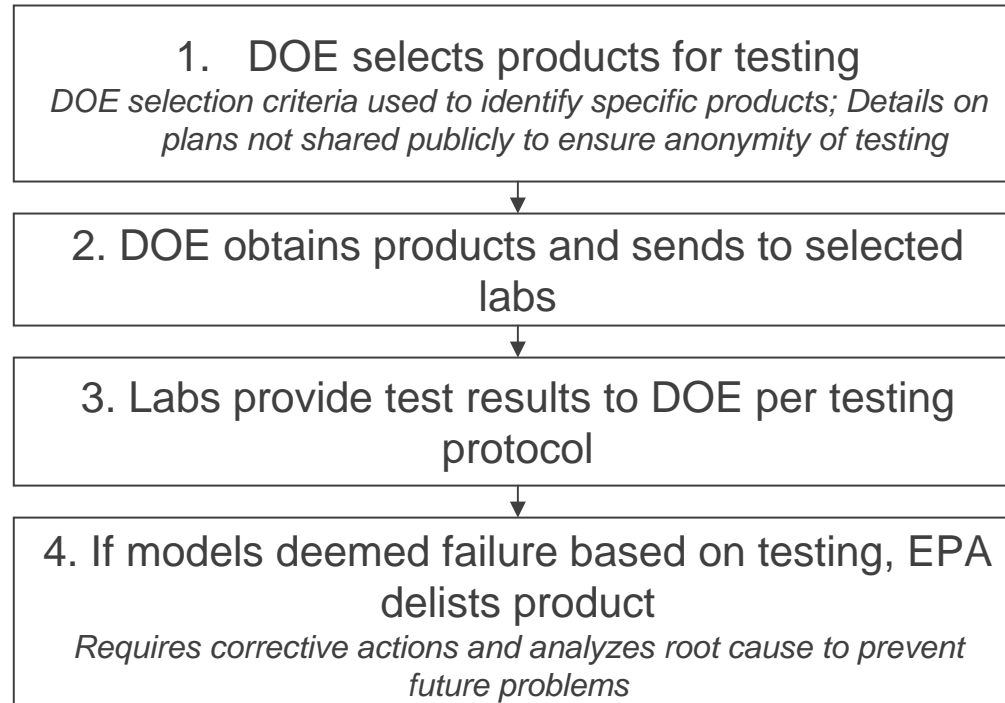 1. DOE selects products for testing
DOE selection criteria used to identify specific products; Details on
plans not shared publicly to ensure anonymity of testing
2. DOE obtains products and sends to selected
labs
3. Labs provide test results to DOE per testing
protocol
4. If models deemed failure based on testing, EPA
delists product
Requires corrective actions and analyzes root cause to prevent
future problems